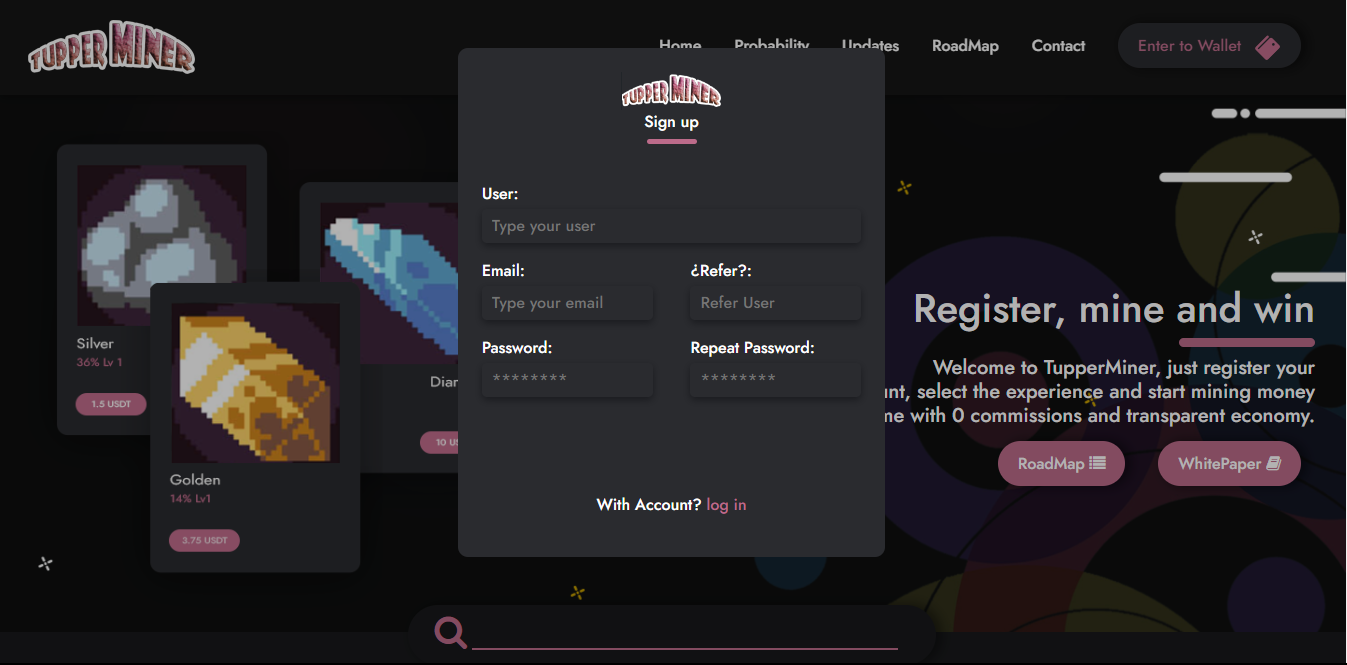 TUPPER MINER
Home
Probability
Updates
RoadMap
Contact
Enter to Wallet
TUPPER MINER
Sign up
User:
Type your user
Email:
¿Refer?:
Type your email
Refer User
Password:
Repeat Password:
********
********
With Account? log in
Silver
36% Lv 1
1.5 USDT
Golden
14% Lv1
3.75 USDT
10
Register, mine and win
Welcome to TupperMiner, just register your
select the experience and start mining money
with 0 commissions and transparent economy.
RoadMap
WhitePaper